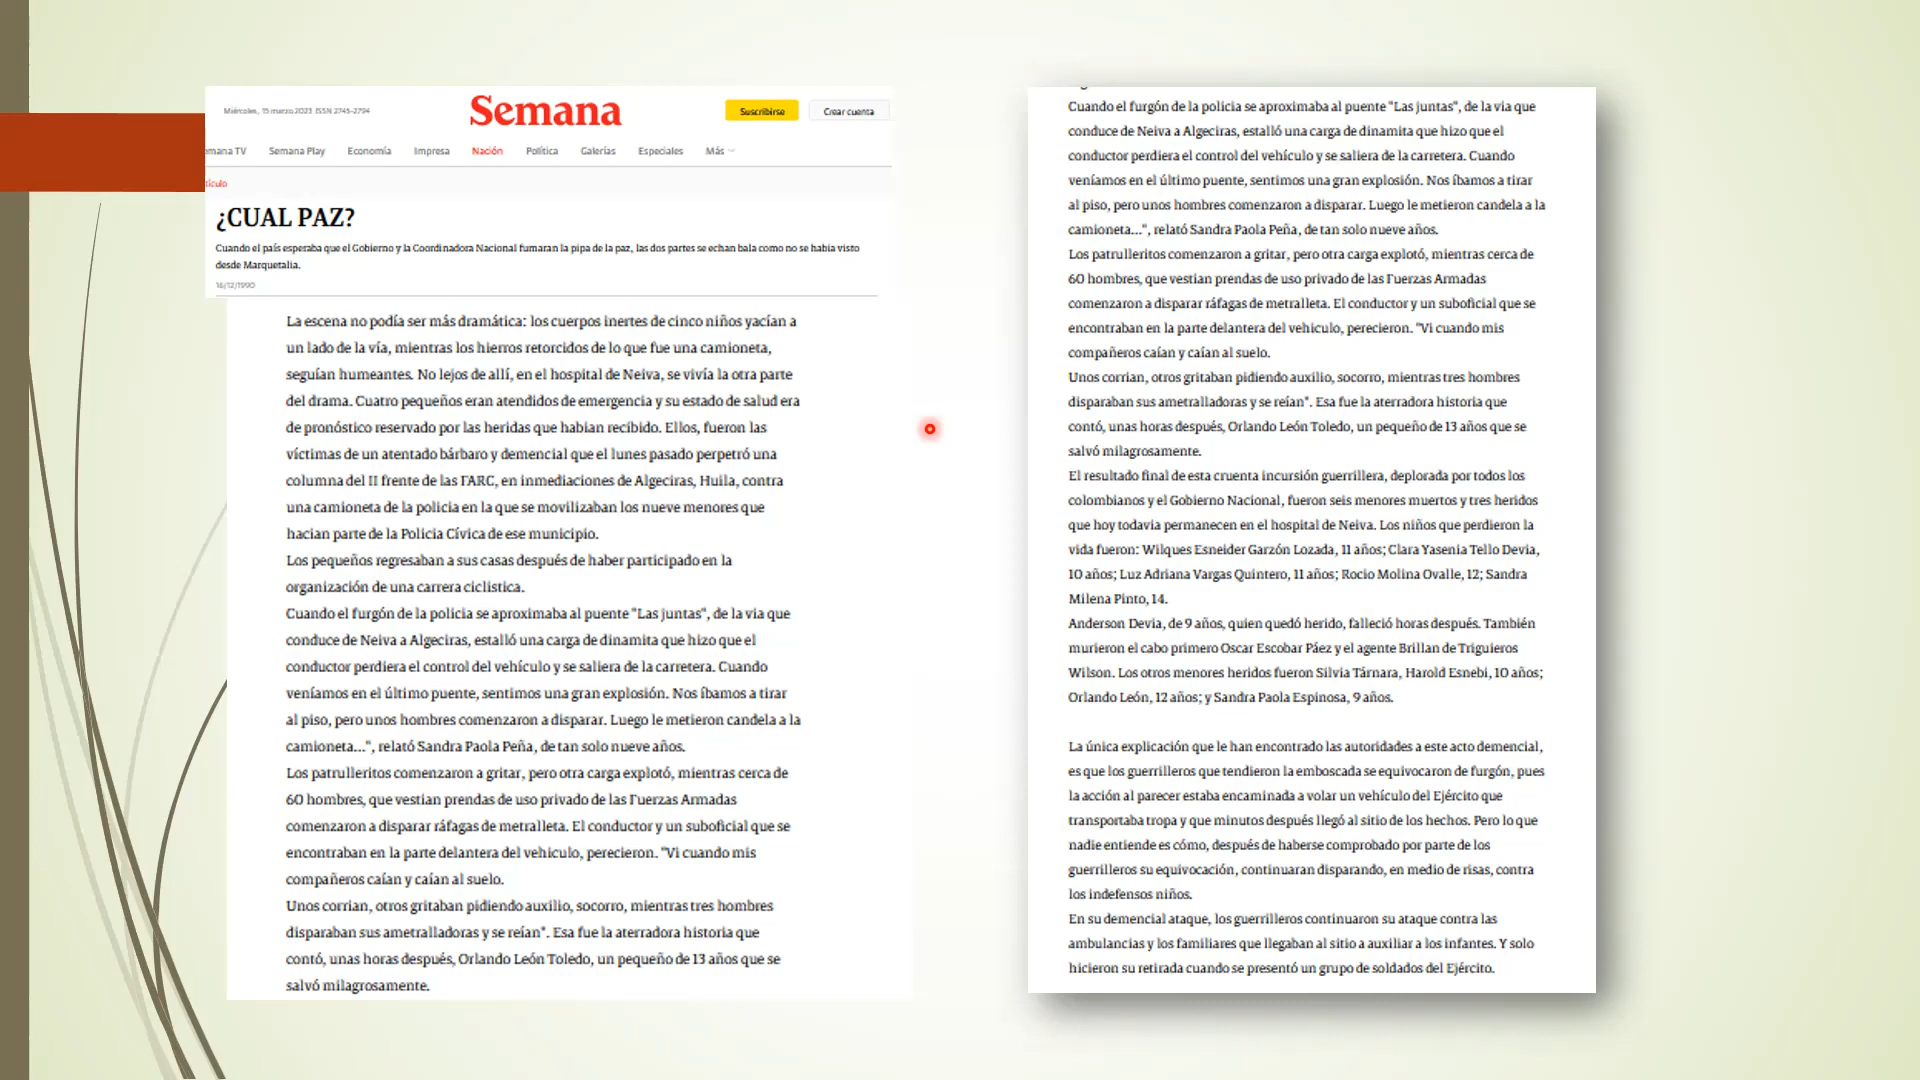 Miércoles, 15 marzo 2023 ISSN 2745-2794
Semana
Suscribirse
Crear cuenta
emana TV
Semana Play
Economía
Impresa
Nación
Política
Galerías
Especiales
Más
tículo
¿CUAL PAZ?
Cuando el país esperaba que el Gobierno y la Coordinadora Nacional fumaran la pipa de la paz, las dos partes se echan bala como no se había visto
desde Marquetalia.
16/12/1990
La escena no podía ser más dramática: los cuerpos inertes de cinco niños yacían a
un lado de la vía, mientras los hierros retorcidos de lo que fue una camioneta,
seguían humeantes. No lejos de allí, en el hospital de Neiva, se vivía la otra parte
del drama. Cuatro pequeños eran atendidos de emergencia y su estado de salud era
de pronóstico reservado por las heridas que habian recibido. Ellos, fueron las
víctimas de un atentado bárbaro y demencial que el lunes pasado perpetró una
columna del II frente de las FARC, en inmediaciones de Algeciras, Huila, contra
una camioneta de la policia en la que se movilizaban los nueve menores que
hacian parte de la Policia Cívica de ese municipio.
Los pequeños regresaban a sus casas después de haber participado en la
organización de una carrera ciclistica.
Cuando el furgón de la policia se aproximaba al puente "Las juntas", de la via que
conduce de Neiva a Algeciras, estalló una carga de dinamita que hizo que el
conductor perdiera el control del vehículo y se saliera de la carretera. Cuando
veníamos en el último puente, sentimos una gran explosión. Nos íbamos a tirar
al piso, pero unos hombres comenzaron a disparar. Luego le metieron candela a la
camioneta...", relató Sandra Paola Peña, de tan solo nueve años.
Los patrulleritos comenzaron a gritar, pero otra carga explotó, mientras cerca de
60 hombres, que vestian prendas de uso privado de las Fuerzas Armadas
comenzaron a disparar ráfagas de metralleta. El conductor y un suboficial que se
encontraban en la parte delantera del vehiculo, perecieron. "Vi cuando mis
compañeros caían y caían al suelo.
Unos corrian, otros gritaban pidiendo auxilio, socorro, mientras tres hombres
disparaban sus ametralladoras y se reían". Esa fue la aterradora historia que
contó, unas horas después, Orlando León Toledo, un pequeño de 13 años que se
salvó milagrosamente.
Cuando el furgón de la policia se aproximaba al puente "Las juntas", de la via que
conduce de Neiva a Algeciras, estalló una carga de dinamita que hizo que el
conductor perdiera el control del vehículo y se saliera de la carretera. Cuando
veníamos en el último puente, sentimos una gran explosión. Nos íbamos a tirar
al piso, pero unos hombres comenzaron a disparar. Luego le metieron candela a la
camioneta...", relató Sandra Paola Peña, de tan solo nueve años.
Los patrulleritos comenzaron a gritar, pero otra carga explotó, mientras cerca de
60 hombres, que vestian prendas de uso privado de las Fuerzas Armadas
comenzaron a disparar ráfagas de metralleta. El conductor y un suboficial que se
encontraban en la parte delantera del vehiculo, perecieron. "Vi cuando mis
compañeros caían y caían al suelo.
Unos corrian, otros gritaban pidiendo auxilio, socorro, mientras tres hombres
disparaban sus ametralladoras y se reían". Esa fue la aterradora historia que
contó, unas horas después, Orlando León Toledo, un pequeño de 13 años que se
salvó milagrosamente.
El resultado final de esta cruenta incursión guerrillera, deplorada por todos los
colombianos y el Gobierno Nacional, fueron seis menores muertos y tres heridos
que hoy todavia permanecen en el hospital de Neiva. Los niños que perdieron la
vida fueron: Wilques Esneider Garzón Lozada, 11 años; Clara Yasenia Tello Devia,
10 años; Luz Adriana Vargas Quintero, 11 años; Rocio Molina Ovalle, 12; Sandra
Milena Pinto, 14.
Anderson Devia, de 9 años, quien quedó herido, falleció horas después. También
murieron el cabo primero Oscar Escobar Páez y el agente Brillan de Triguieros
Wilson. Los otros menores heridos fueron Silvia Tárnara, Harold Esnebi, 10 años;
Orlando León, 12 años; y Sandra Paola Espinosa, 9 años.
La única explicación que le han encontrado las autoridades a este acto demencial,
es que los guerrilleros que tendieron la emboscada se equivocaron de furgón, pues
la acción al parecer estaba encaminada a volar un vehículo del Ejército que
transportaba tropa y que minutos después llegó al sitio de los hechos. Pero lo que
nadie entiende es cómo, después de haberse comprobado por parte de los
guerrilleros su equivocación, continuaran disparando, en medio de risas, contra
los indefensos niños.
En su demencial ataque, los guerrilleros continuaron su ataque contra las
ambulancias y los familiares que llegaban al sitio a auxiliar a los infantes. Y solo
hicieron su retirada cuando se presentó un grupo de soldados del Ejército.